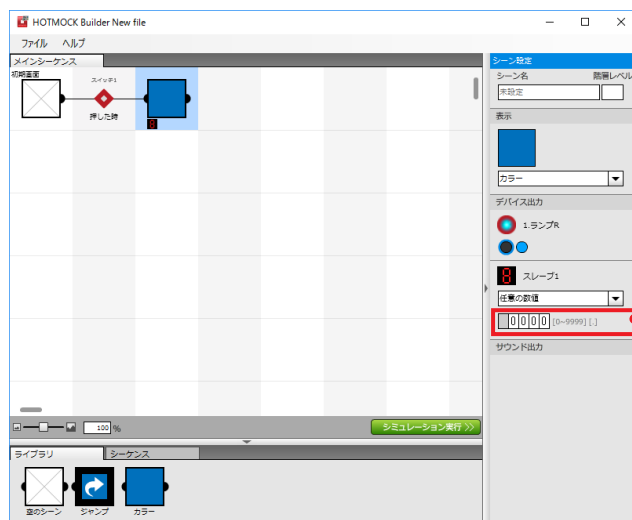 HOTMOCK Builder New file
ファイル ヘルプ
メインシーケンス
初期画面
スイッチ1
押した時
シーン設定
シーン名 階層レベル
未設定
表示
カラー
デバイス出力
1.ランプR
スレーブ1
任意の数値
0 0 0 0 [0~9999] [.]
サウンド出力
100 %
シミュレーション実行 >>
ライブラリ シーケンス
空のシーン ジャンプ カラー